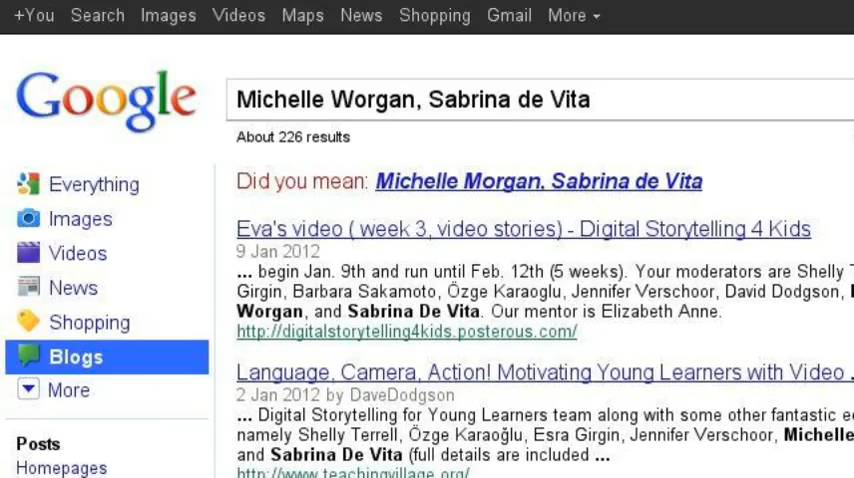 +You Search Images Videos Maps News Shopping Gmail More
Google
Michelle Worgan, Sabrina de Vita
About 226 results
Everything
Images
Videos
News
Shopping
Blogs
More
Posts
Homepages
Did you mean: Michelle Morgan, Sabrina de Vita
Eva's video ( week 3, video stories) - Digital Storytelling 4 Kids
9 Jan 2012
... begin Jan. 9th and run until Feb. 12th (5 weeks). Your moderators are Shelly
Girgin, Barbara Sakamoto, Özge Karaoglu, Jennifer Verschoor, David Dodgson,
Worgan, and Sabrina De Vita. Our mentor is Elizabeth Anne.
http://digitalstorytelling4kids.posterous.com/
Language, Camera, Action! Motivating Young Learners with Video
2 Jan 2012 by DaveDodgson
... Digital Storytelling for Young Learners team along with some other fantastic
namely Shelly Terrell, Özge Karaoğlu, Esra Girgin, Jennifer Verschoor, Michelle
and Sabrina De Vita (full details are included ...
http://www.teachingvillage.org/